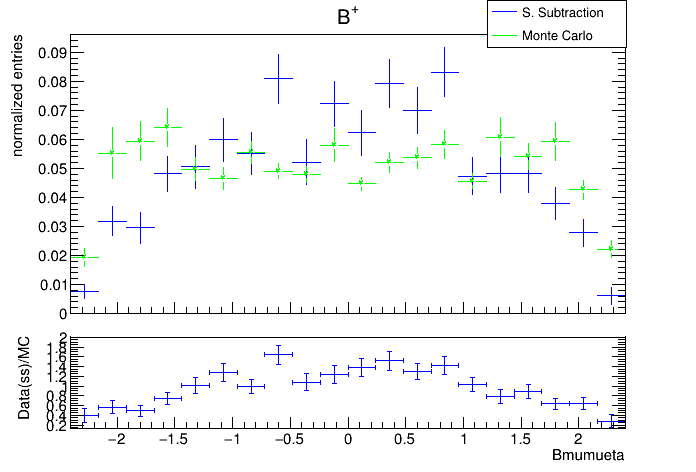 B+
S. Subtraction
Monte Carlo
normalized entries
0.09
0.08
0.07
0.06
0.05
0.04
0.03
0.02
0.01
0
Data(ss)/MC
2
1.8
1.6
1.4
1.2
1
0.8
0.6
0.4
0.2
−2 −1.5 −1 −0.5 0 0.5 1 1.5 2
Bmumueta